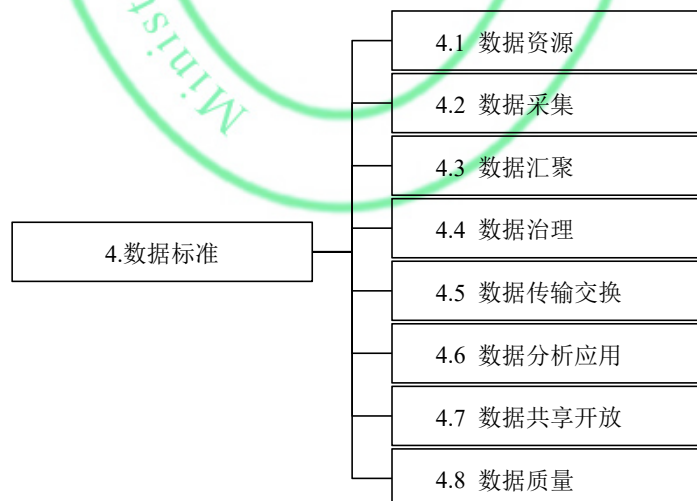 4.1 数据资源
4.2 数据采集
4.3 数据汇聚
4.数据标准
4.4 数据治理
4.5 数据传输交换
4.6 数据分析应用
4.7 数据共享开放
4.8 数据质量
Minist